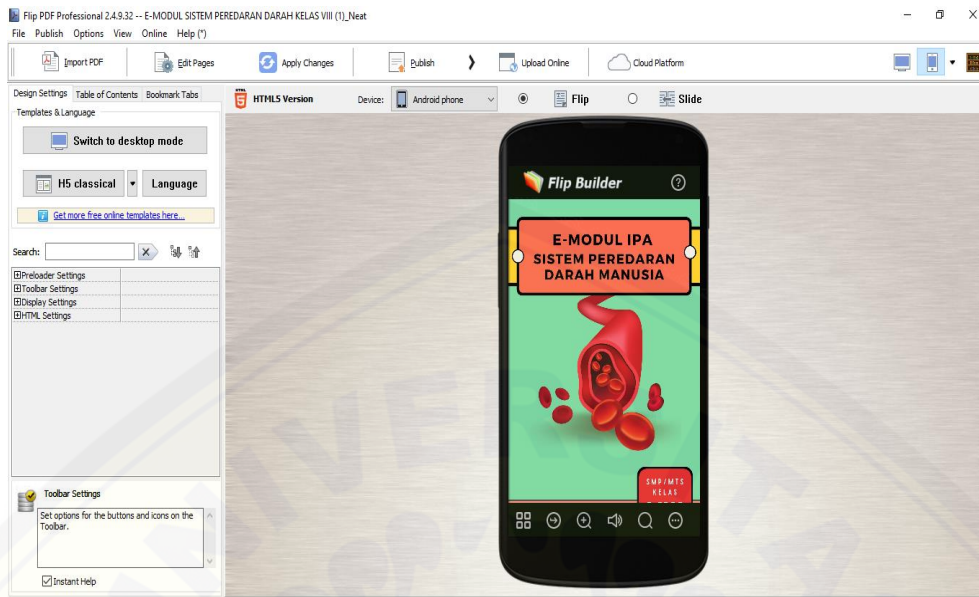 Flip PDF Professional 2.4.9.32 -- E-MODUL SISTEM PEREDARAN DARAH KELAS VIII (1)_Neat
File Publish Options View Online Help (*)
Import PDF Edit Pages Apply Changes Publish Upload Online Cloud Platform
Design Settings Table of Contents Bookmark Tabs
HTML5 Version Device: Android phone Flip Slide
Templates & Language
Switch to desktop mode
H5 classical Language
Get more free online templates here...
Search:
Preloader Settings
Toolbar Settings
Display Settings
HTML Settings
Toolbar Settings
Set options for the buttons and icons on the
Toolbar.
Instant Help
Flip Builder
E-MODUL IPA
SISTEM PEREDARAN
DARAH MANUSIA
SMP/MTS
KELAS